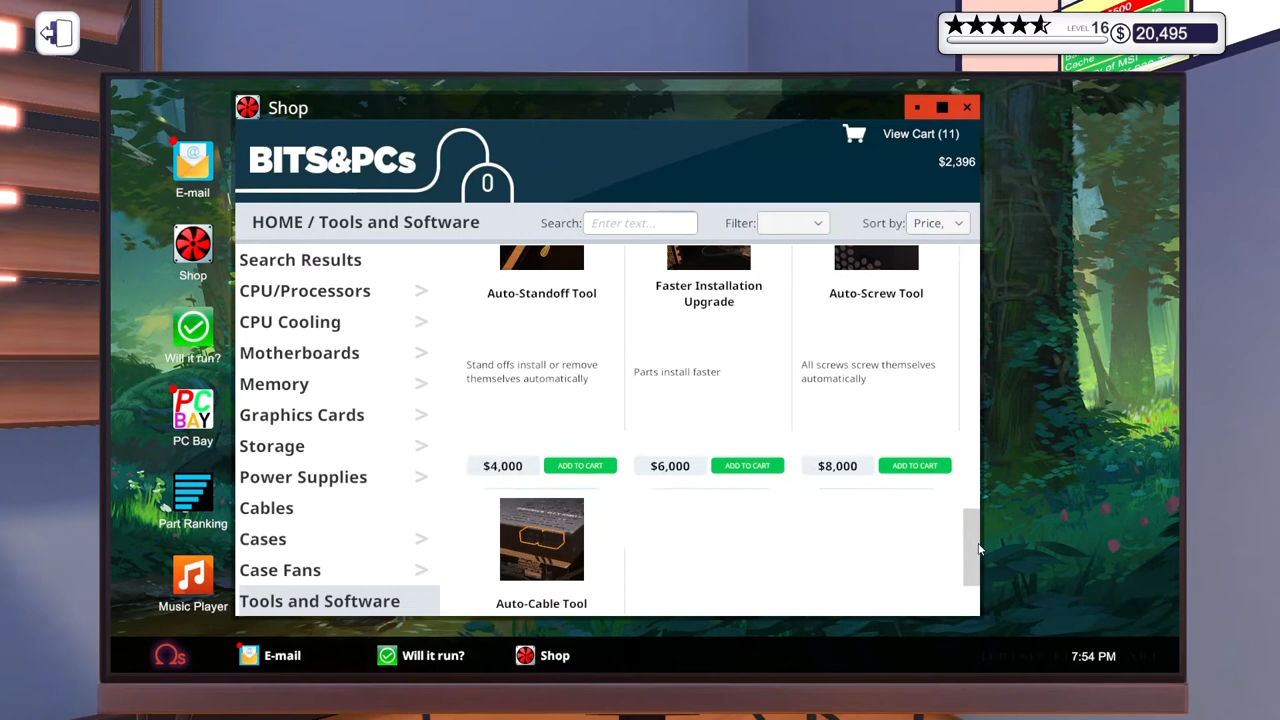 LEVEL 16
$ 20,495
Cache
Shop
BITS&PCs
View Cart (11)
$2,396
HOME / Tools and Software
Search: Enter text...
Filter:
Sort by: Price,
Search Results
CPU/Processors >
CPU Cooling >
Motherboards >
Memory >
Graphics Cards >
Storage >
Power Supplies >
Cables
Cases >
Case Fans >
Tools and Software
Auto-Standoff Tool
Stand offs install or remove
themselves automatically
$4,000 ADD TO CART
Faster Installation
Upgrade
Parts install faster
$6,000 ADD TO CART
Auto-Screw Tool
All screws screw themselves
automatically
$8,000 ADD TO CART
Auto-Cable Tool
E-mail
Shop
Will it run?
PC
BAY
PC Bay
Part Ranking
Music Player
Ωs
E-mail
Will it run?
Shop
7:54 PM